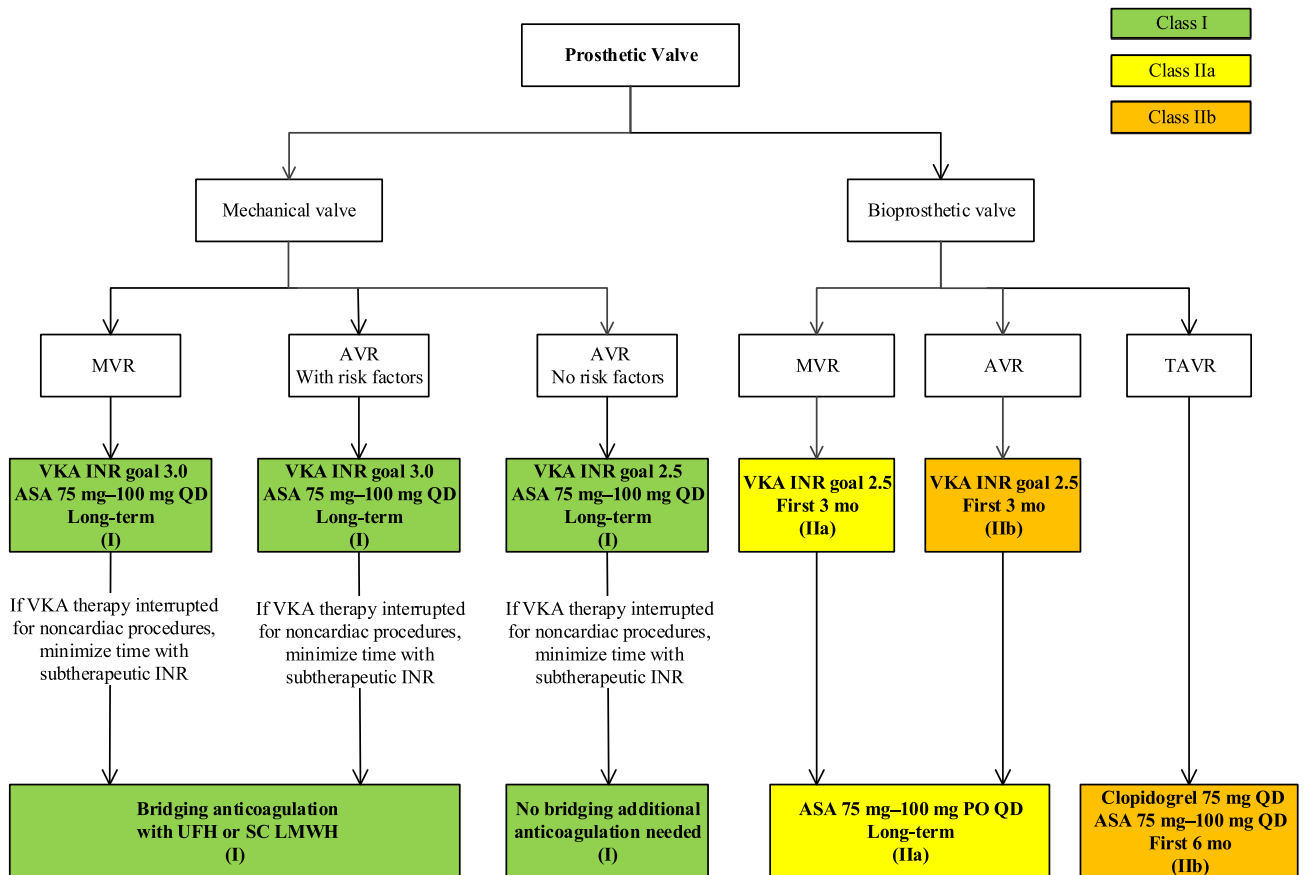 Prosthetic Valve
Class I
Class IIa
Class IIb
Mechanical valve
Bioprosthetic valve
MVR
AVR
With risk factors
AVR
No risk factors
MVR
AVR
TAVR
VKA INR goal 3.0
ASA 75 mg–100 mg QD
Long-term
(I)
VKA INR goal 3.0
ASA 75 mg–100 mg QD
Long-term
(I)
VKA INR goal 2.5
ASA 75 mg–100 mg QD
Long-term
(I)
VKA INR goal 2.5
First 3 mo
(IIa)
VKA INR goal 2.5
First 3 mo
(IIb)
If VKA therapy interrupted
for noncardiac procedures,
minimize time with
subtherapeutic INR
If VKA therapy interrupted
for noncardiac procedures,
minimize time with
subtherapeutic INR
If VKA therapy interrupted
for noncardiac procedures,
minimize time with
subtherapeutic INR
Bridging anticoagulation
with UFH or SC LMWH
(I)
No bridging additional
anticoagulation needed
(I)
ASA 75 mg–100 mg PO QD
Long-term
(IIa)
Clopidogrel 75 mg QD
ASA 75 mg–100 mg QD
First 6 mo
(IIb)